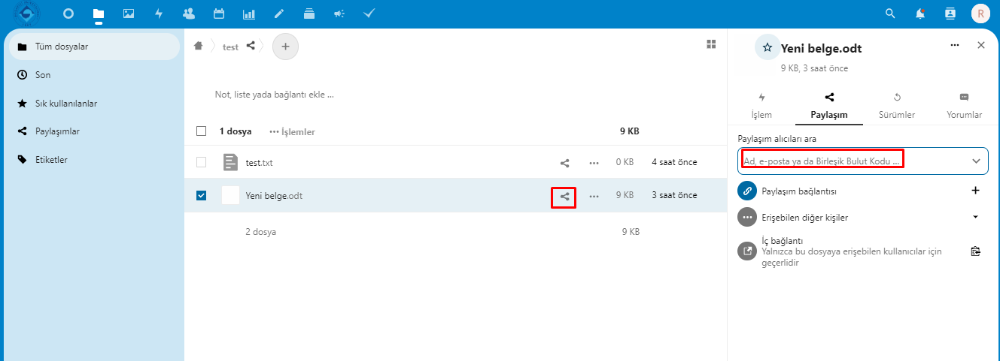 R
Tüm dosyalar
Son
Sık kullanılanlar
Paylaşımlar
Etiketler
test
Not, liste yada bağlantı ekle ...
1 dosya
İşlemler
9 KB
test.txt
0 KB
4 saat önce
Yeni belge.odt
9 KB
3 saat önce
2 dosya
9 KB
Yeni belge.odt
9 KB, 3 saat önce
İşlem
Paylaşım
Sürümler
Yorumlar
Paylaşım alıcıları ara
Ad, e-posta ya da Birleşik Bulut Kodu ...
Paylaşım bağlantısı
Erişebilen diğer kişiler
İç bağlantı
Yalnızca bu dosyaya erişebilen kullanıcılar için
geçerlidir